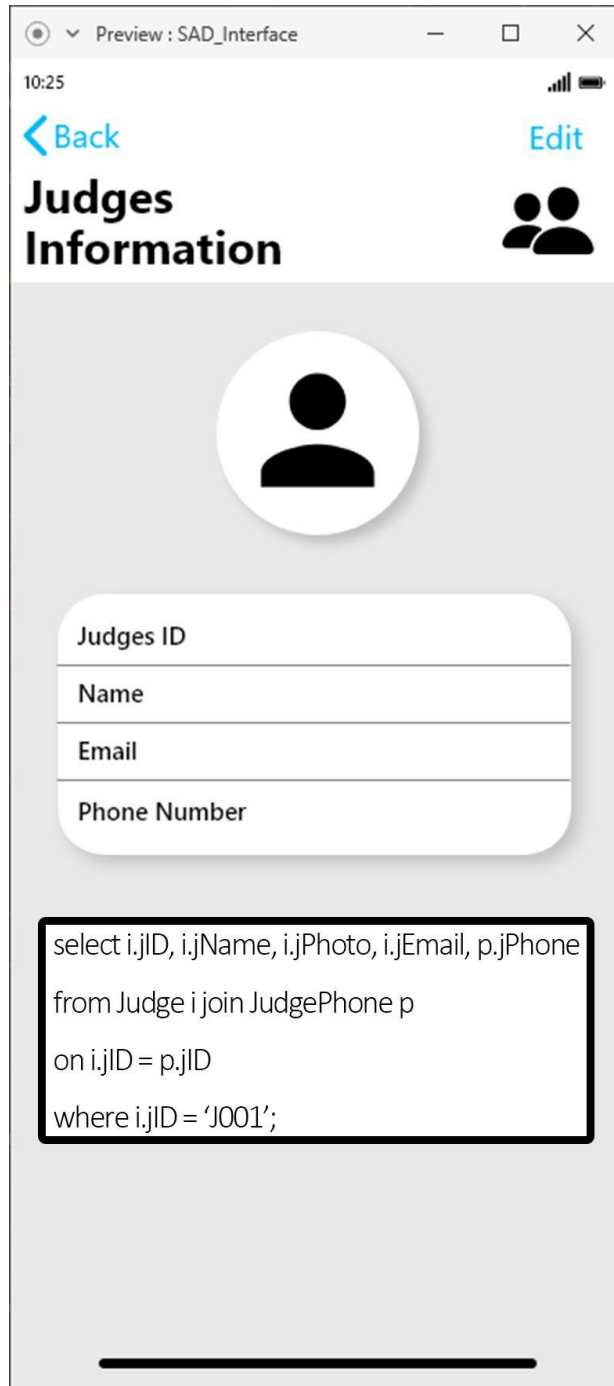 Preview : SAD_Interface
10:25
Back
Edit
Judges
Information
Judges ID
Name
Email
Phone Number
select i.jID, i.jName, i.jPhoto, i.jEmail, p.jPhone
from Judge i join JudgePhone p
on i.jID = p.jID
where i.jID = ‘J001’;